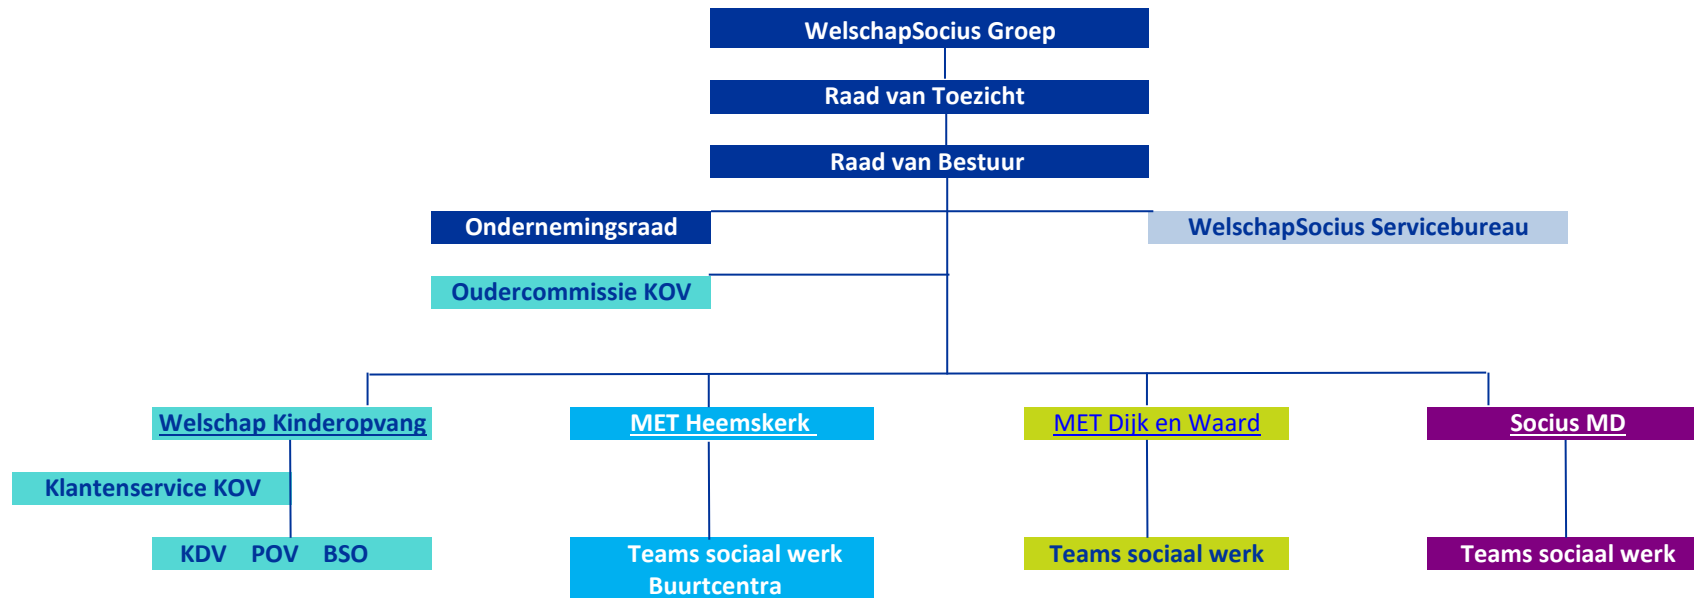 WelschapSocius Groep
Raad van Toezicht
Raad van Bestuur
Ondernemingsraad
WelschapSocius Servicebureau
Oudercommissie KOV
Welschap Kinderopvang
MET Heemskerk
MET Dijk en Waard
Socius MD
Klantenservice KOV
KDV POV BSO
Teams sociaal werk
Buurtcentra
Teams sociaal werk
Teams sociaal werk